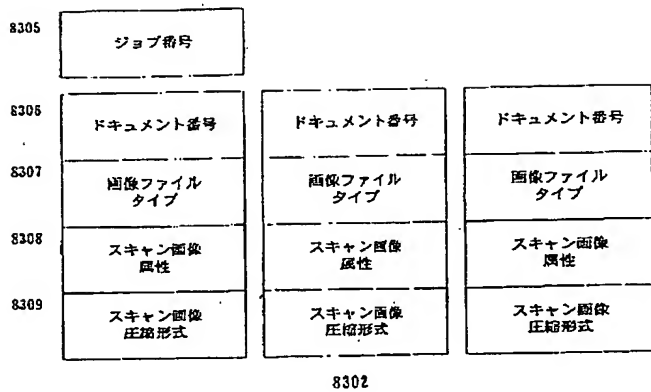 8305
ジョブ番号
8306
ドキュメント番号
ドキュメント番号
ドキュメント番号
8307
画像ファイル
タイプ
画像ファイル
タイプ
画像ファイル
タイプ
8308
スキャン画像
属性
スキャン画像
属性
スキャン画像
属性
8309
スキャン画像
圧縮形式
スキャン画像
圧縮形式
スキャン画像
圧縮形式
8302